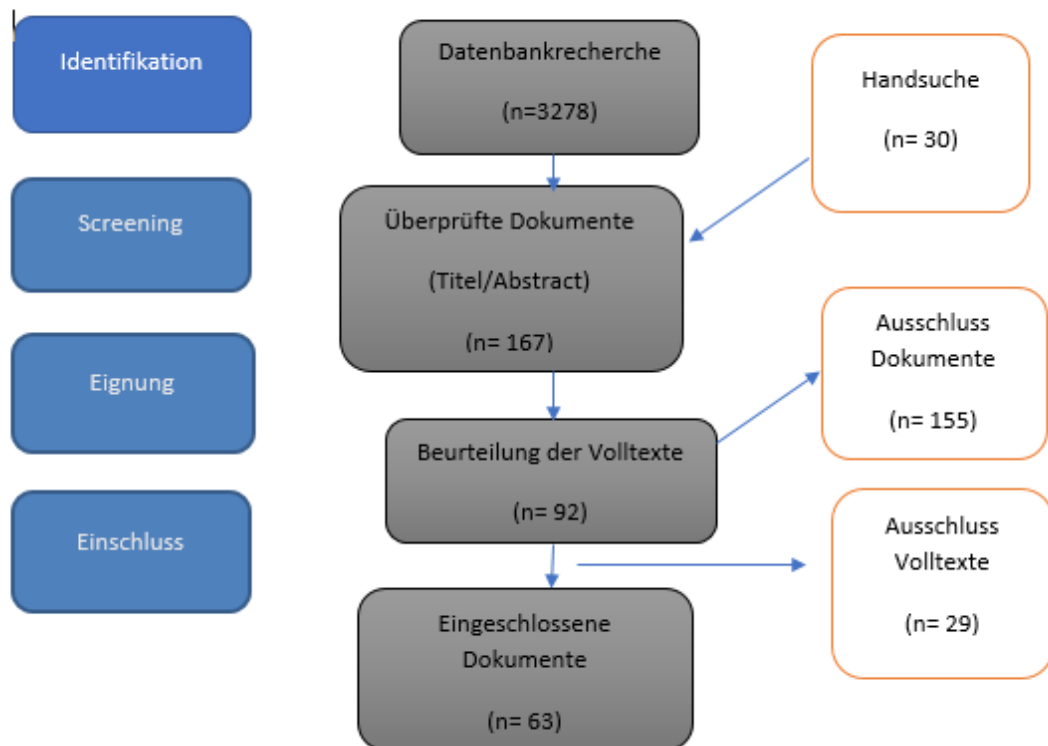 Identifikation
Datenbankrecherche
(n=3278)
Handsuche
(n= 30)
Screening
Überprüfte Dokumente
(Titel/Abstract)
(n= 167)
Eignung
Ausschluss
Dokumente
(n= 155)
Beurteilung der Volltexte
(n= 92)
Einschluss
Ausschluss
Volltexte
(n= 29)
Eingeschlossene
Dokumente
(n= 63)